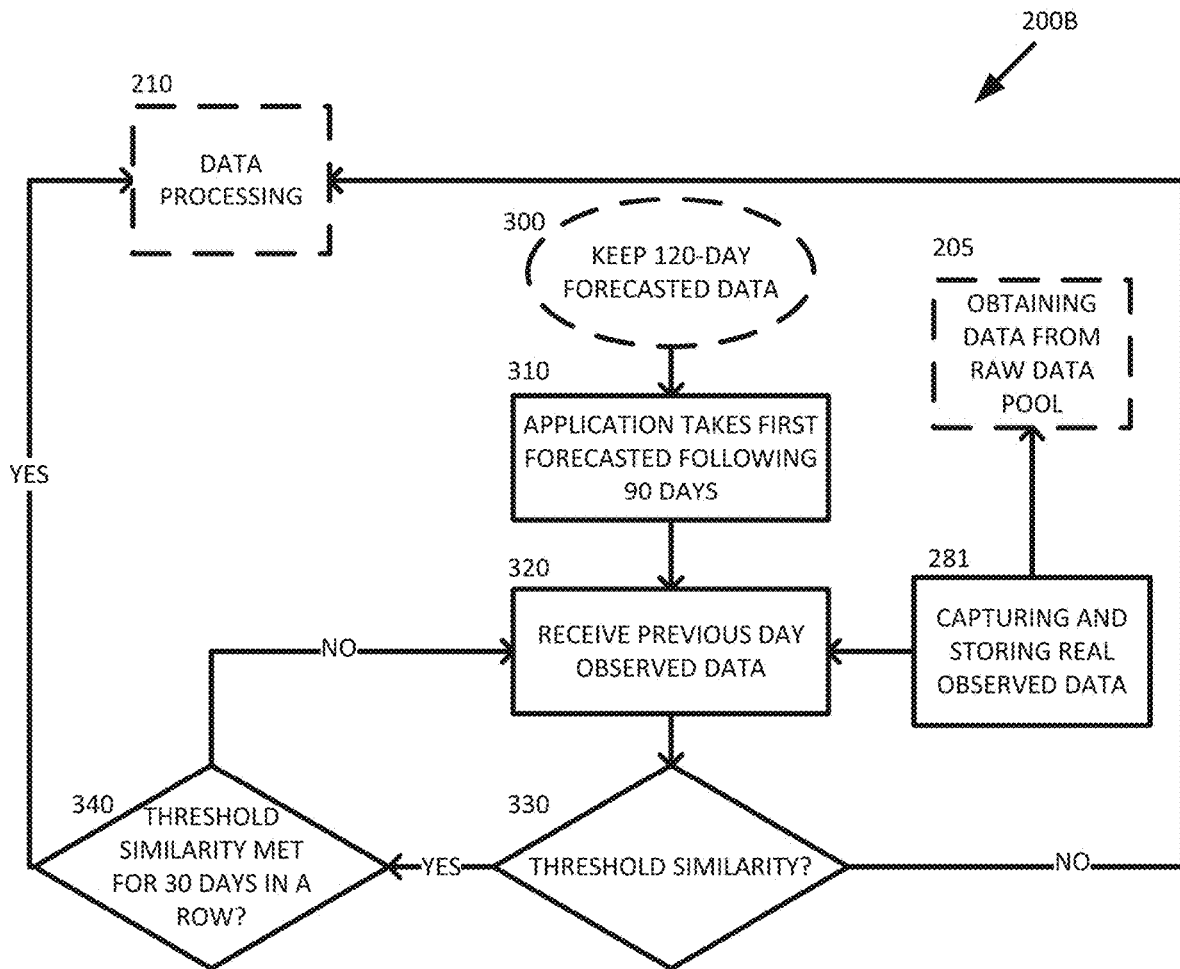 200B
210
DATA
PROCESSING
300
KEEP 120-DAY
FORECASTED DATA
205
OBTAINING
DATA FROM
RAW DATA
POOL
310
APPLICATION TAKES FIRST
FORECASTED FOLLOWING
90 DAYS
YES
320
RECEIVE PREVIOUS DAY
OBSERVED DATA
281
CAPTURING AND
STORING REAL
OBSERVED DATA
NO
340
THRESHOLD
SIMILARITY MET
FOR 30 DAYS IN A
ROW?
YES
330
THRESHOLD SIMILARITY?
NO